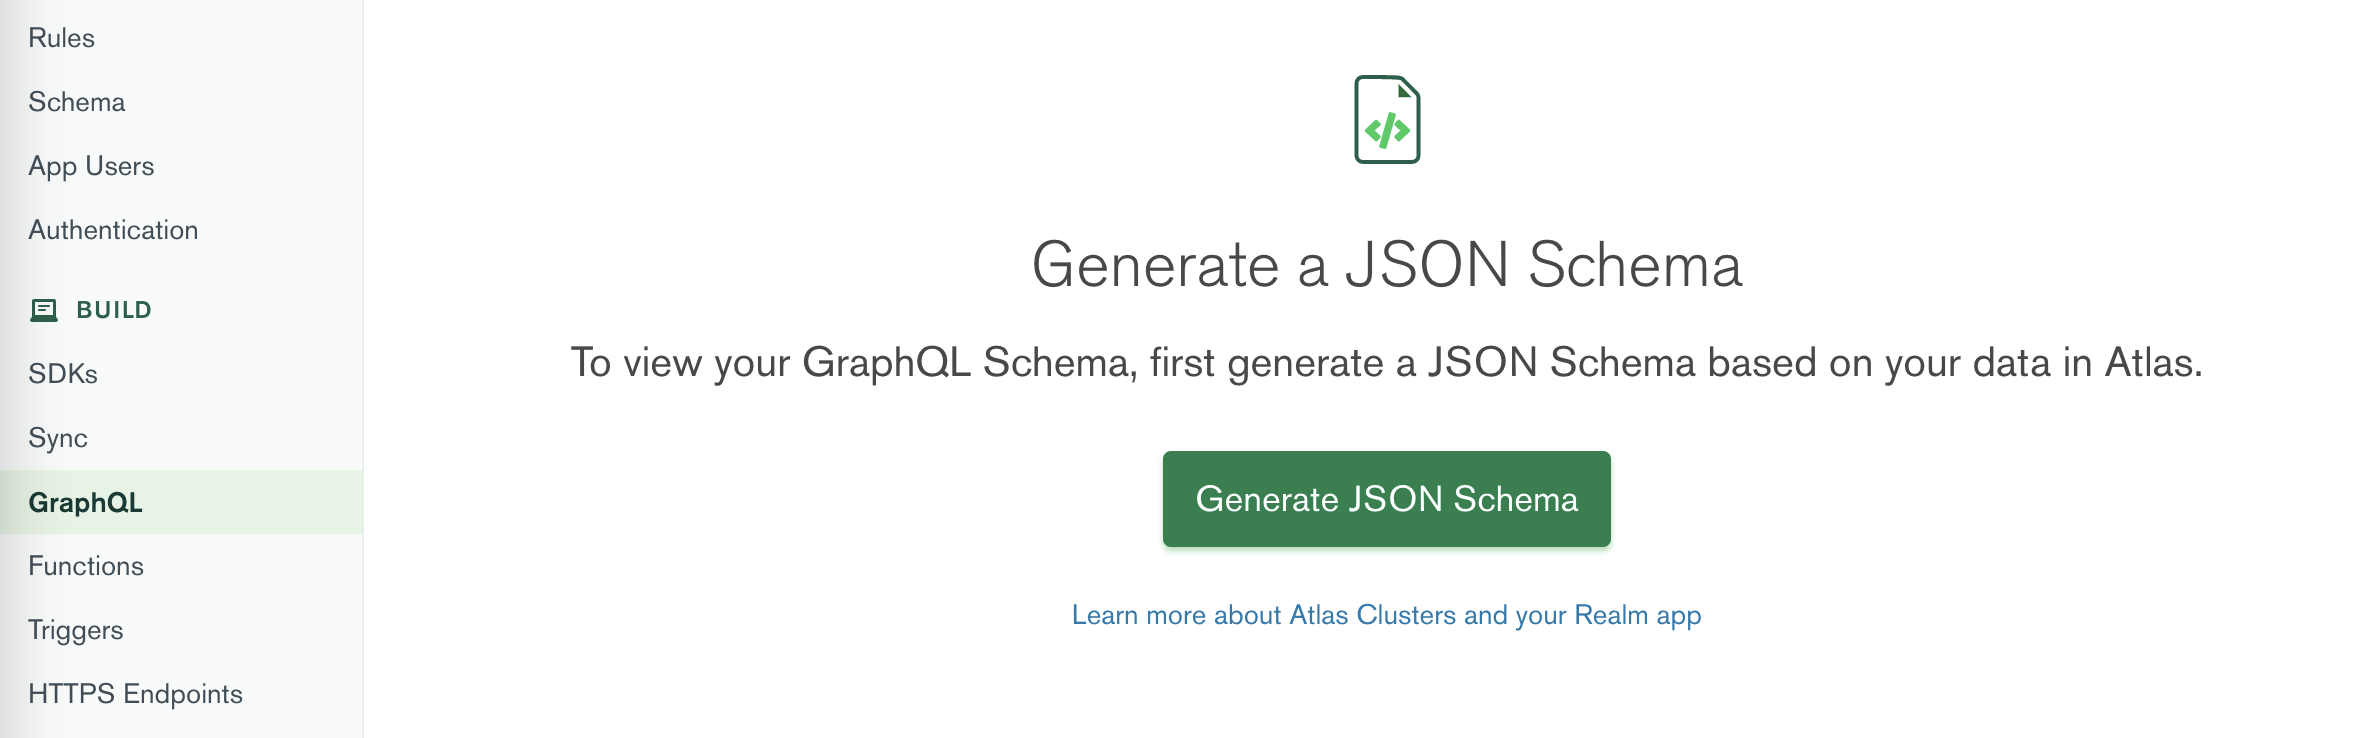 Rules
Schema
App Users
Authentication
BUILD
SDKs
Sync
GraphQL
Functions
Triggers
HTTPS Endpoints
</>
Generate a JSON Schema
To view your GraphQL Schema, first generate a JSON Schema based on your data in Atlas.
Generate JSON Schema
Learn more about Atlas Clusters and your Realm app